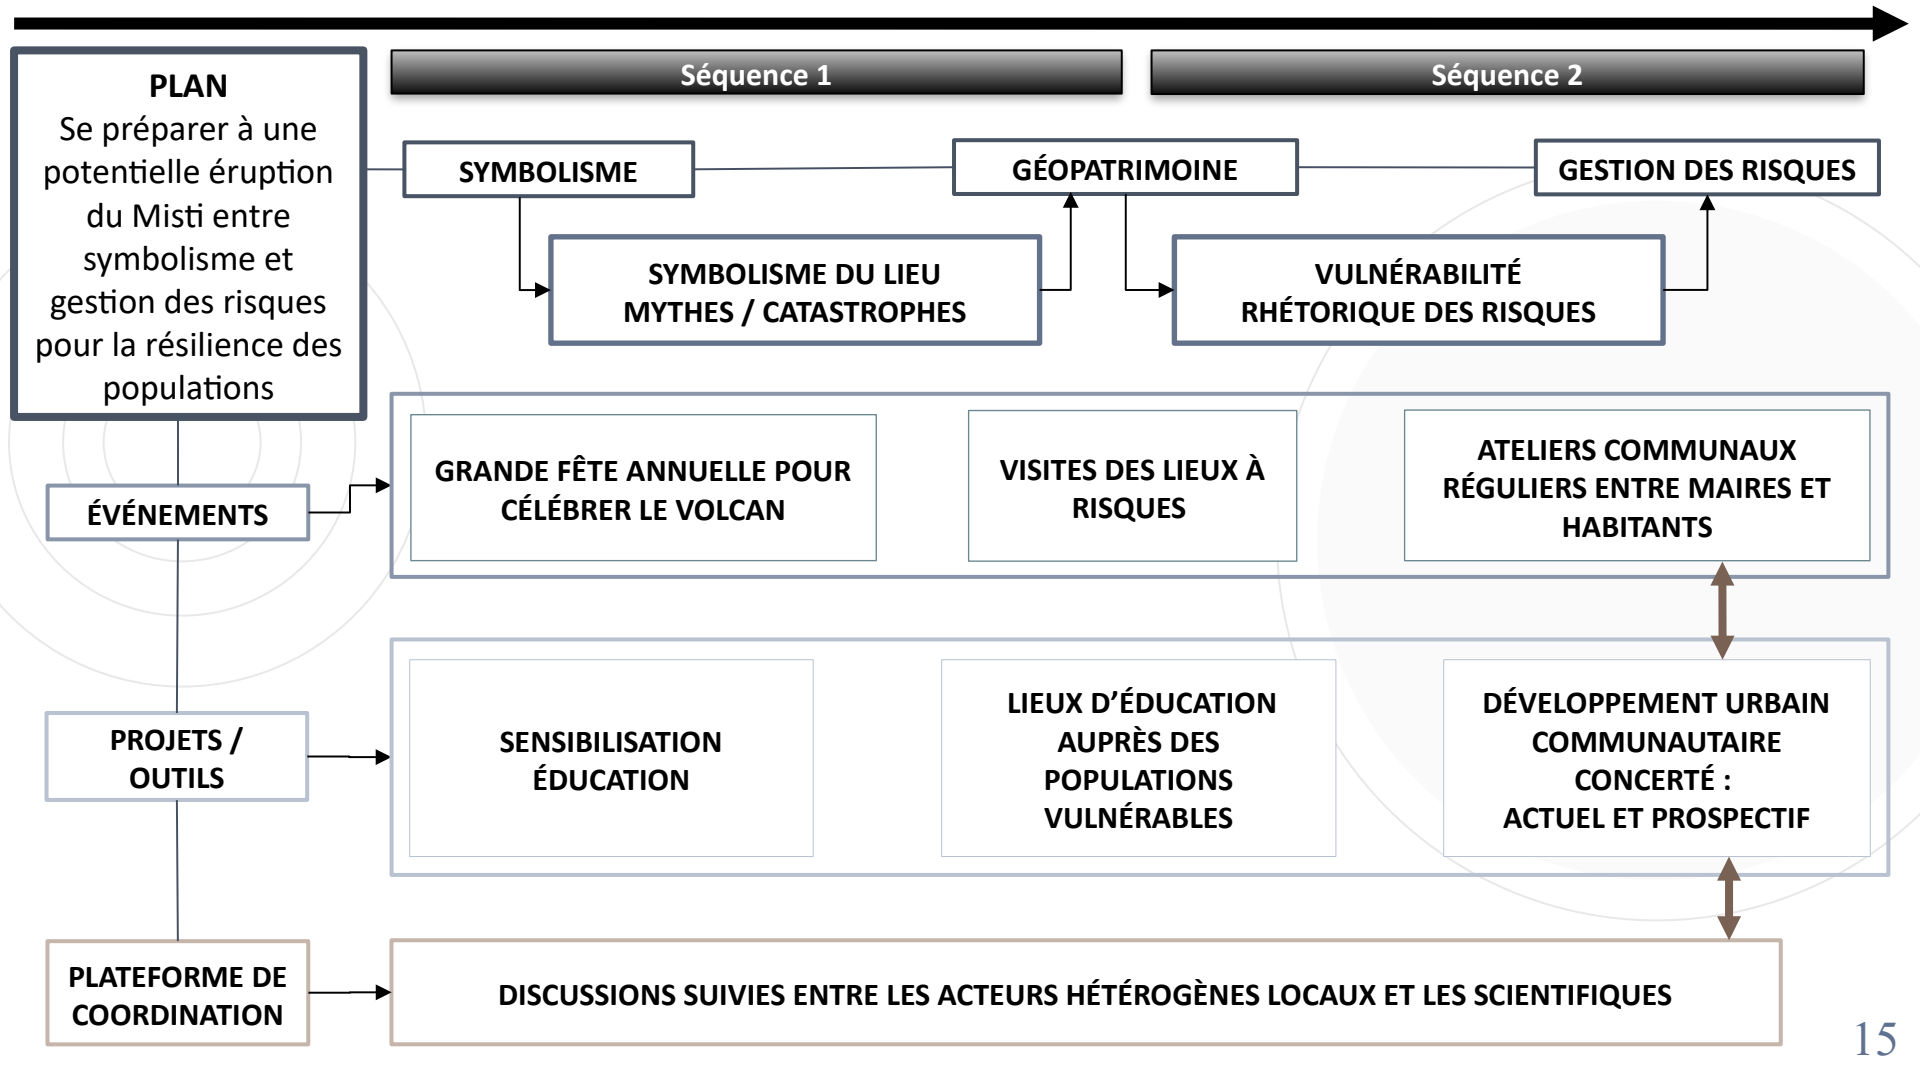 PLAN
Se préparer à une
potentielle éruption
du Misti entre
symbolisme et
gestion des risques
pour la résilience des
populations
Séquence 1
Séquence 2
SYMBOLISME
GÉOPATRIMOINE
GESTION DES RISQUES
SYMBOLISME DU LIEU
MYTHES / CATASTROPHES
VULNÉRABILITÉ
RHÉTORIQUE DES RISQUES
ÉVÉNEMENTS
GRANDE FÊTE ANNUELLE POUR
CÉLÉBRER LE VOLCAN
VISITES DES LIEUX À
RISQUES
ATELIERS COMMUNAUX
RÉGULIERS ENTRE MAIRES ET
HABITANTS
PROJETS /
OUTILS
SENSIBILISATION
ÉDUCATION
LIEUX D’ÉDUCATION
AUPRÈS DES
POPULATIONS
VULNÉRABLES
DÉVELOPPEMENT URBAIN
COMMUNAUTAIRE
CONCERTÉ :
ACTUEL ET PROSPECTIF
PLATEFORME DE
COORDINATION
DISCUSSIONS SUIVIES ENTRE LES ACTEURS HÉTÉROGÈNES LOCAUX ET LES SCIENTIFIQUES
15